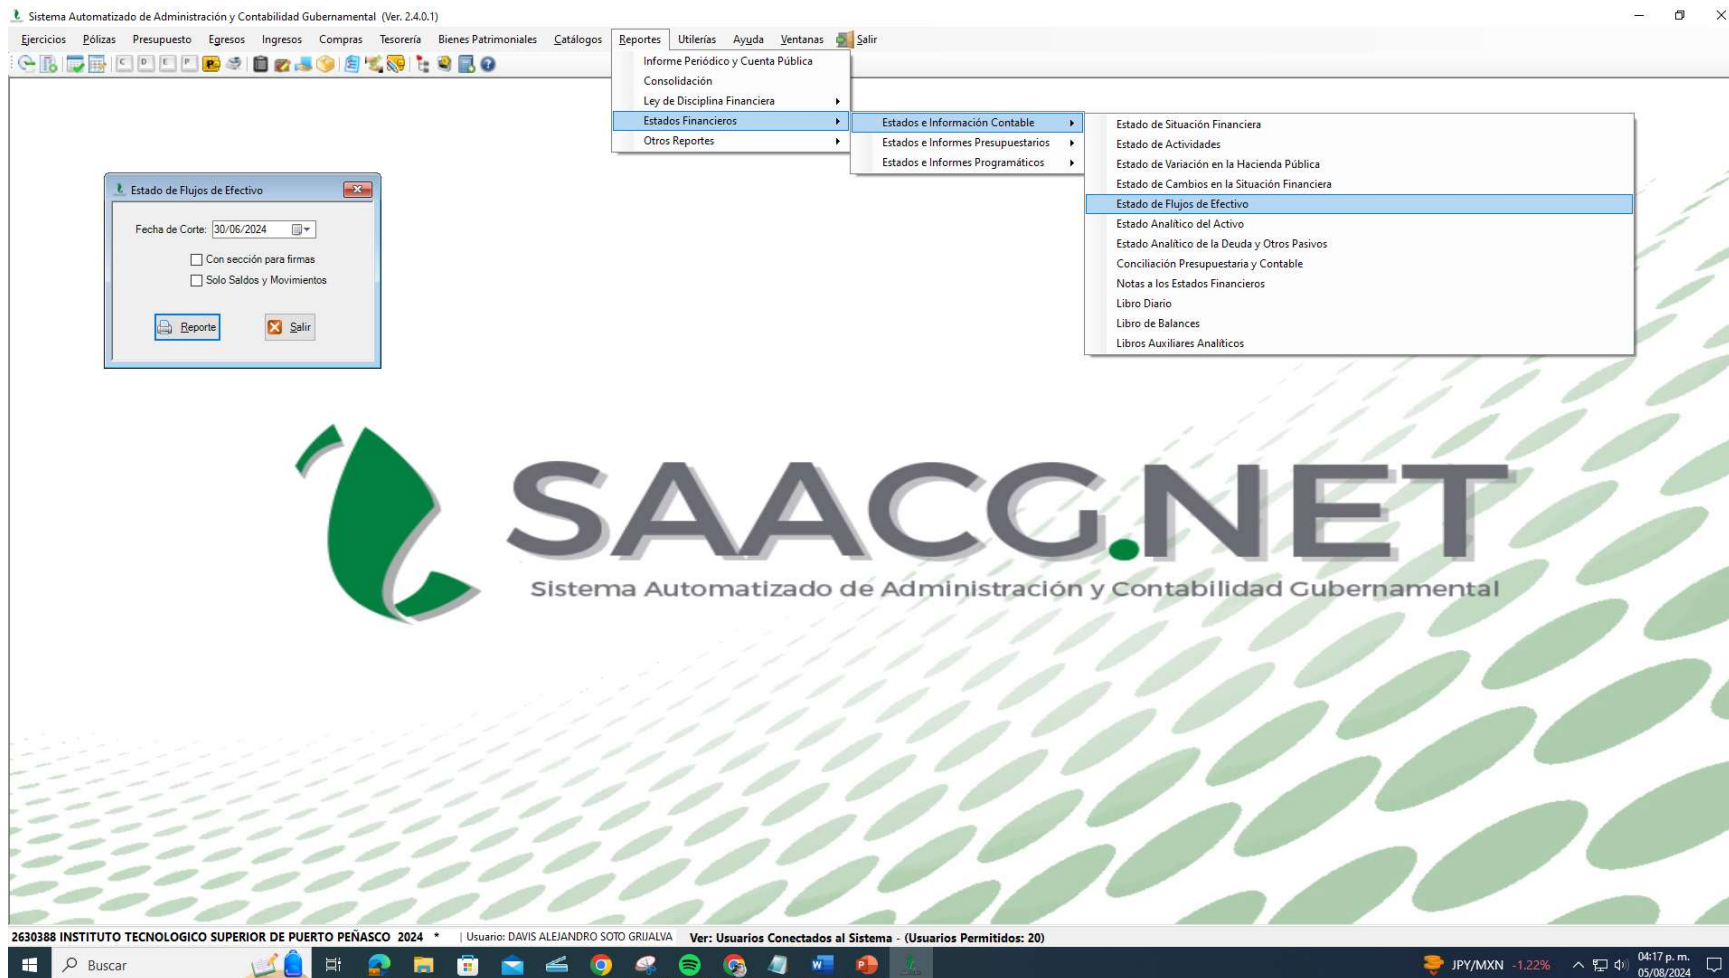 Sistema Automatizado de Administración y Contabilidad Gubernamental (Ver. 2.4.0.1)
Ejercicios Pólizas Presupuesto Egresos Ingresos Compras Tesorería Bienes Patrimoniales Catálogos Reportes Utilerías Ayuda Ventanas Salir
C D E P P
Informe Periódico y Cuenta Pública
Consolidación
Ley de Disciplina Financiera
Estados Financieros
Otros Reportes
Estados e Información Contable
Estados e Informes Presupuestarios
Estados e Informes Programáticos
Estado de Situación Financiera
Estado de Actividades
Estado de Variación en la Hacienda Pública
Estado de Cambios en la Situación Financiera
Estado de Flujos de Efectivo
Estado Analítico del Activo
Estado Analítico de la Deuda y Otros Pasivos
Conciliación Presupuestaria y Contable
Notas a los Estados Financieros
Libro Diario
Libro de Balances
Libros Auxiliares Analíticos
Estado de Flujos de Efectivo
Fecha de Corte: 30/06/2024
Con sección para firmas
Solo Saldos y Movimientos
Reporte Salir
SAACG.NET
Sistema Automatizado de Administración y Contabilidad Gubernamental
2630388 INSTITUTO TECNOLOGICO SUPERIOR DE PUERTO PEÑASCO 2024 * | Usuario: DAVIS ALEJANDRO SOTO GRIJALVA Ver: Usuarios Conectados al Sistema - (Usuarios Permitidos: 20)
Buscar
JPY/MXN -1.22%
04:17 p. m.
05/08/2024